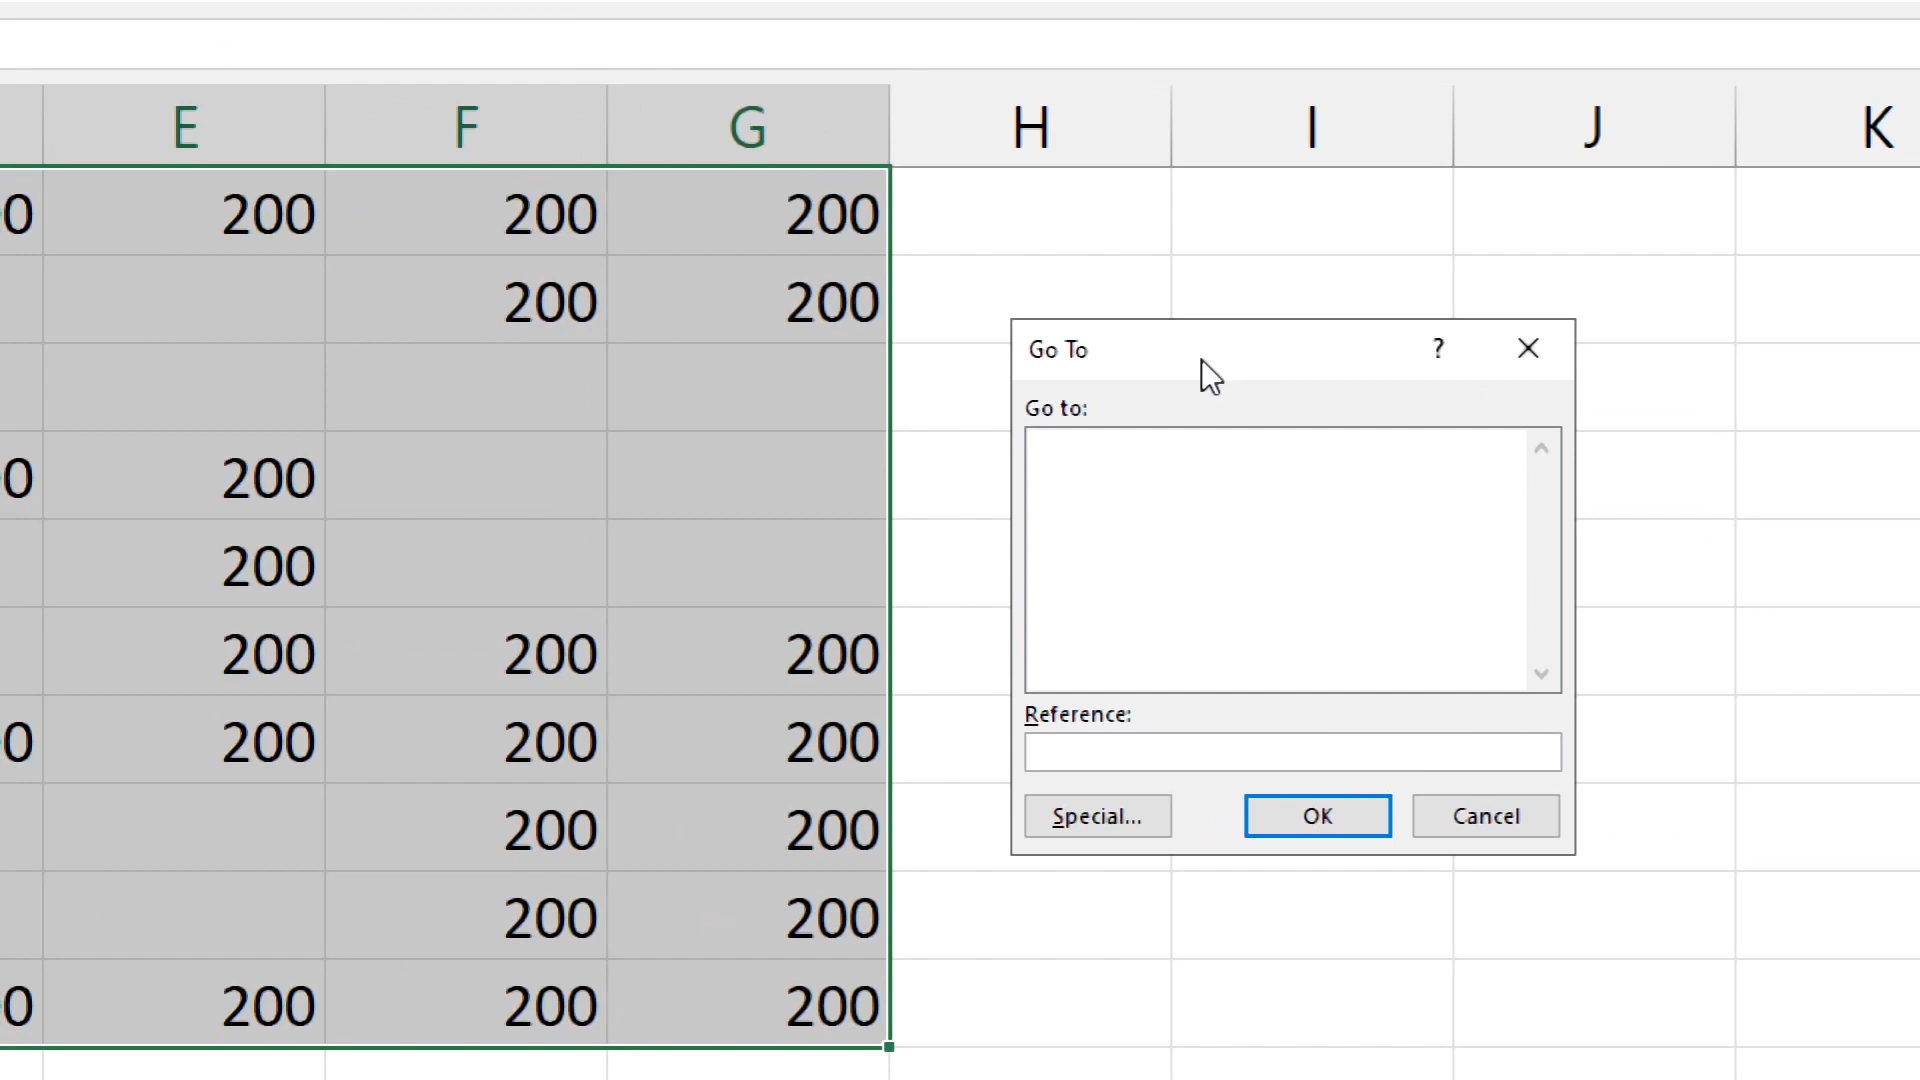 E F G H I J K
0 200 200 200
200 200
Go To ?
Go to:
0 200
200
200 200 200
Reference:
0 200 200 200
Special... OK Cancel
200 200
200 200
0 200 200 200